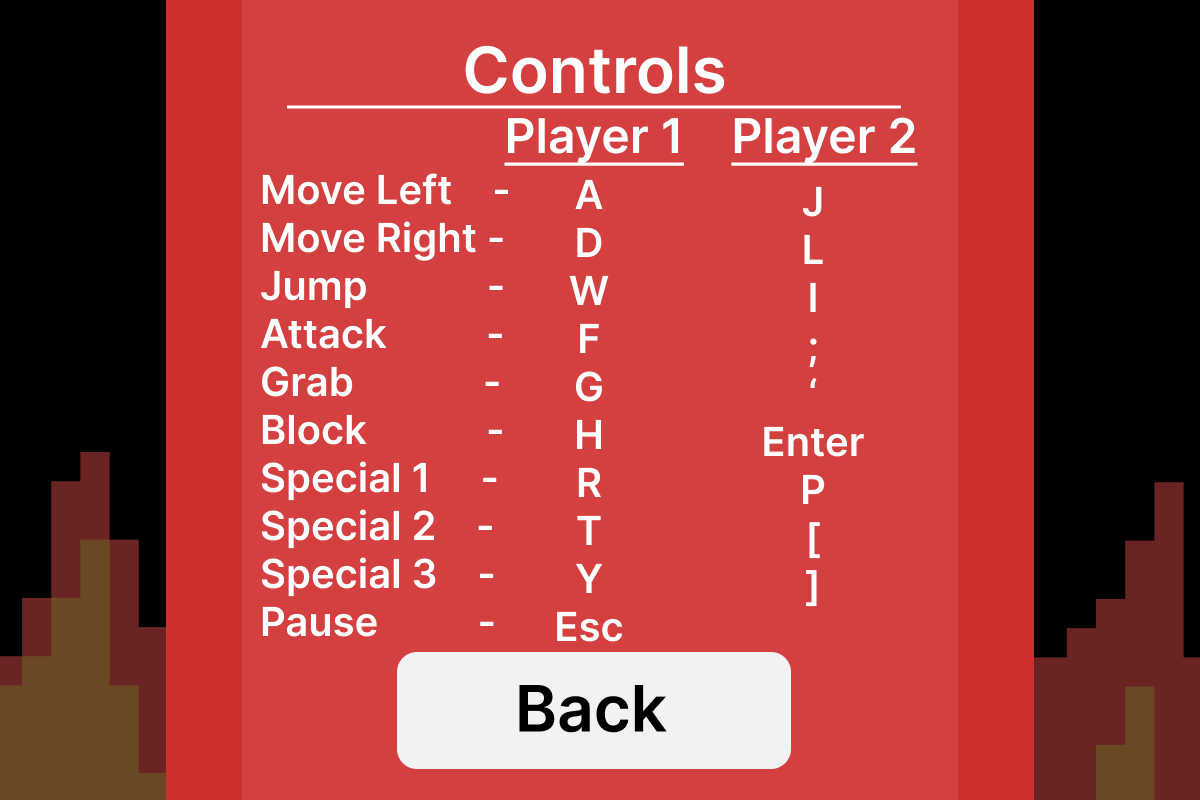 Controls
Player 1 Player 2
Move Left - A J
Move Right - D L
Jump - W I
Attack - F ;
Grab - G ‘
Block - H Enter
Special 1 - R P
Special 2 - T [
Special 3 - Y ]
Pause - Esc
Back